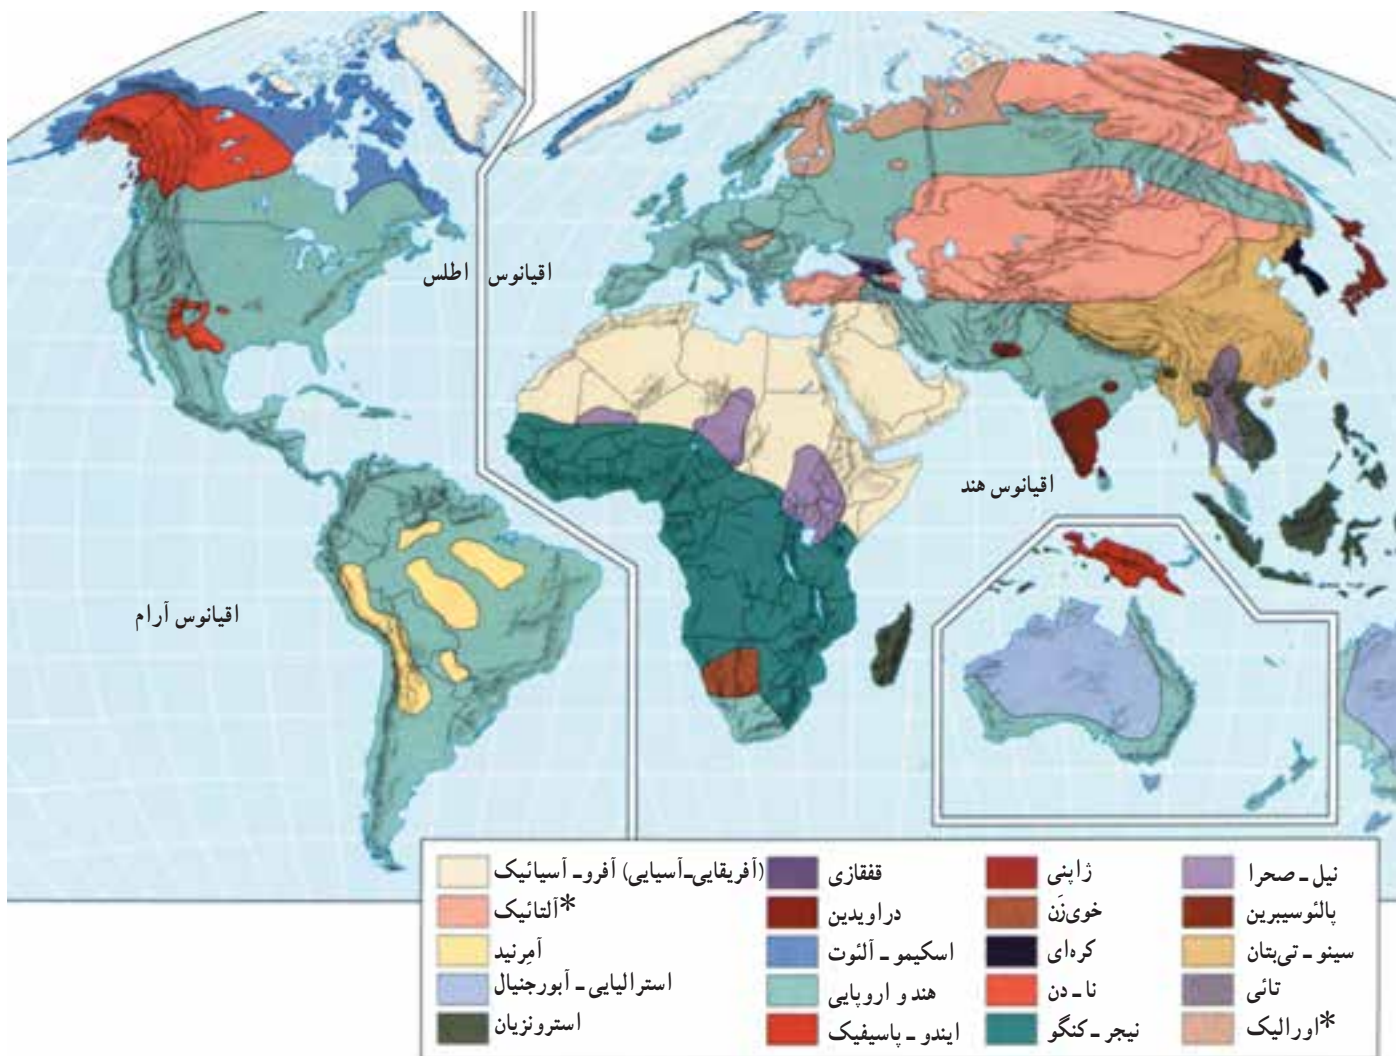 اقیانوس اطلس
اقیانوس هند
اقیانوس آرام
نیل ـ صحرا
ژاپنی
قفقازی
(آفریقایی-آسیایی) آفرو- آسیائیک
پالئوسیبرین
خوی‌زَن
دراویدین
*آلتائیک
سینو ـ تی‌بتان
کره‌ای
اسکیمو ـ آلئوت
آمِرنید
تائی
نا ـ دن
هند و اروپایی
استرالیایی ـ آبورجنیال
*اورالیک
نیجر ـ کنگو
ایندو ـ پاسیفیک
استرونزیان